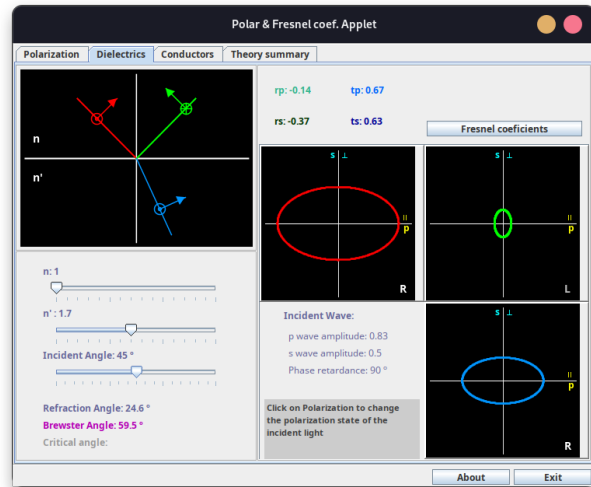 Polar & Fresnel coef. Applet
Polarization
Dielectrics
Conductors
Theory summary
n
n'
rp: -0.14
tp: 0.67
rs: -0.37
ts: 0.63
Fresnel coeficients
s ⊥
= p
R
s ⊥
= p
L
n: 1
n' : 1.7
Incident Angle: 45 °
Refraction Angle: 24.6 °
Brewster Angle: 59.5 °
Critical angle:
Incident Wave:
p wave amplitude: 0.83
s wave amplitude: 0.5
Phase retardance: 90 °
Click on Polarization to change
the polarization state of the
incident light
s ⊥
= p
R
About
Exit